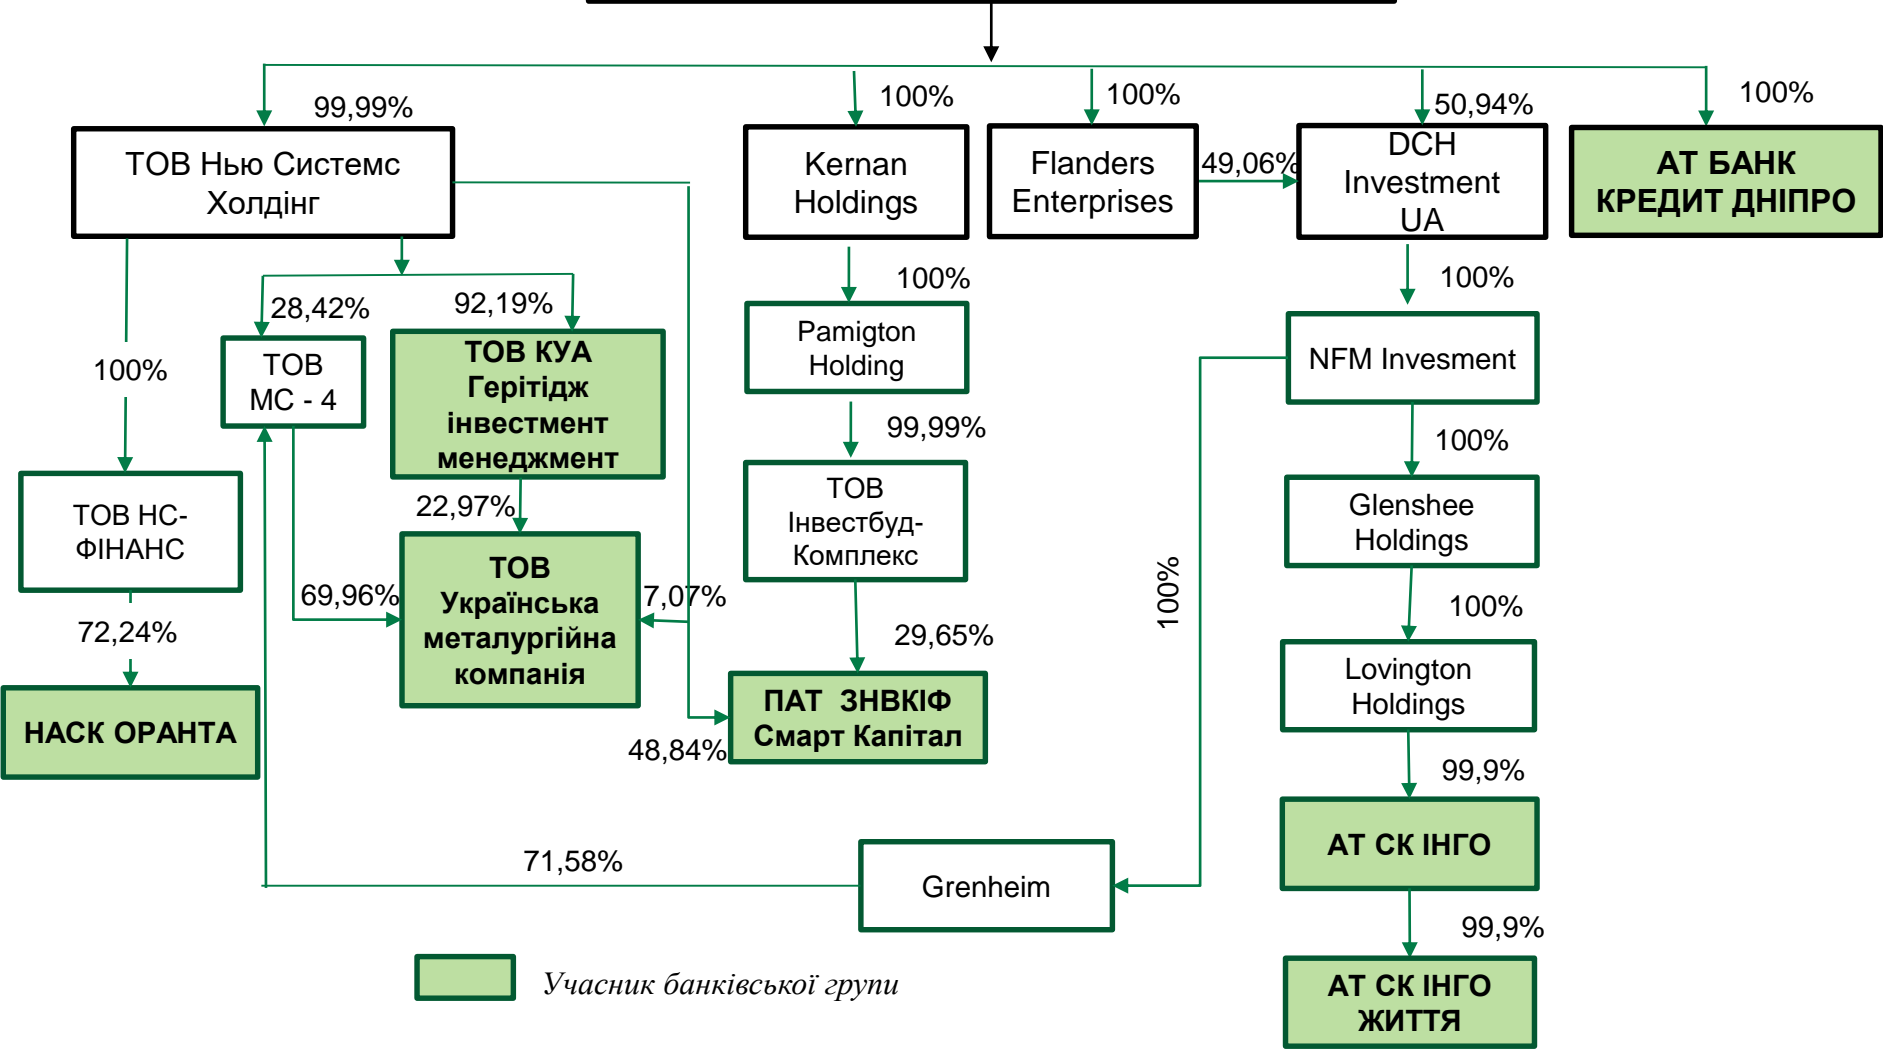 99,99%
100%
100%
50,94%
100%
ТОВ Нью Системс
Холдінг
Kernan
Holdings
Flanders
Enterprises
49,06%
DCH
Investment
UA
АТ БАНК
КРЕДИТ ДНІПРО
28,42%
92,19%
100%
100%
100%
ТОВ
МС - 4
ТОВ КУА
Герітідж
інвестмент
менеджмент
Pamigton
Holding
NFM Invesment
99,99%
100%
ТОВ НС-
ФІНАНС
22,97%
ТОВ
Інвестбуд-
Комплекс
Glenshee
Holdings
69,96%
ТОВ
Українська
металургійна
компанія
7,07%
100%
100%
72,24%
29,65%
Lovington
Holdings
НАСК ОРАНТА
48,84%
ПАТ ЗНВКІФ
Смарт Капітал
99,9%
АТ СК ІНГО
71,58%
Grenheim
99,9%
Учасник банківської групи
АТ СК ІНГО
ЖИТТЯ